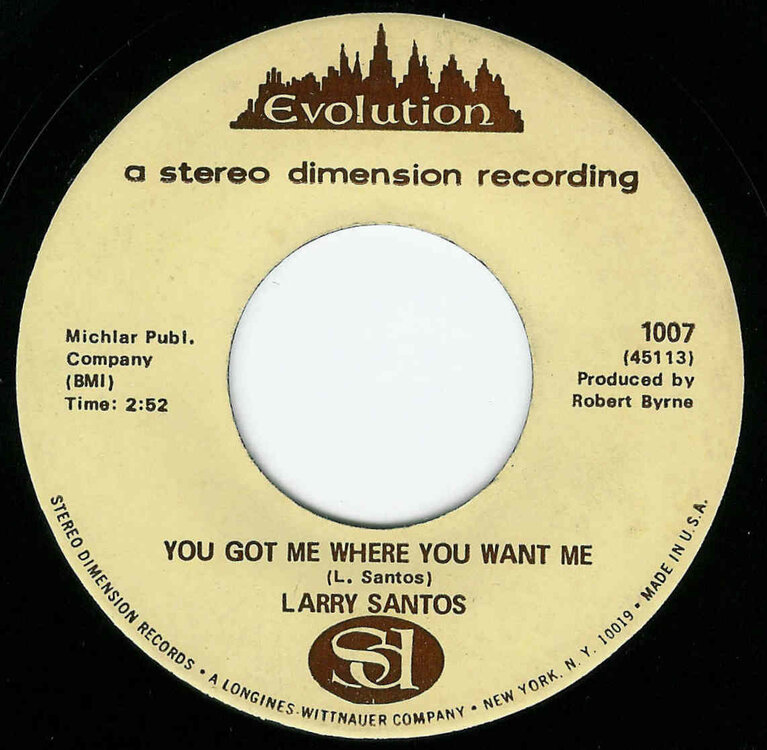 Evolution
a stereo dimension recording
Michlar Publ.
Company
(BMI)
Time: 2:52
1007
(45113)
Produced by
Robert Byrne
YOU GOT ME WHERE YOU WANT ME
(L. Santos)
LARRY SANTOS
Sd
STEREO DIMENSION RECORDS • A LONGINES-WITTNAUER COMPANY • NEW YORK, N. Y. 10019 • MADE IN U.S.A.